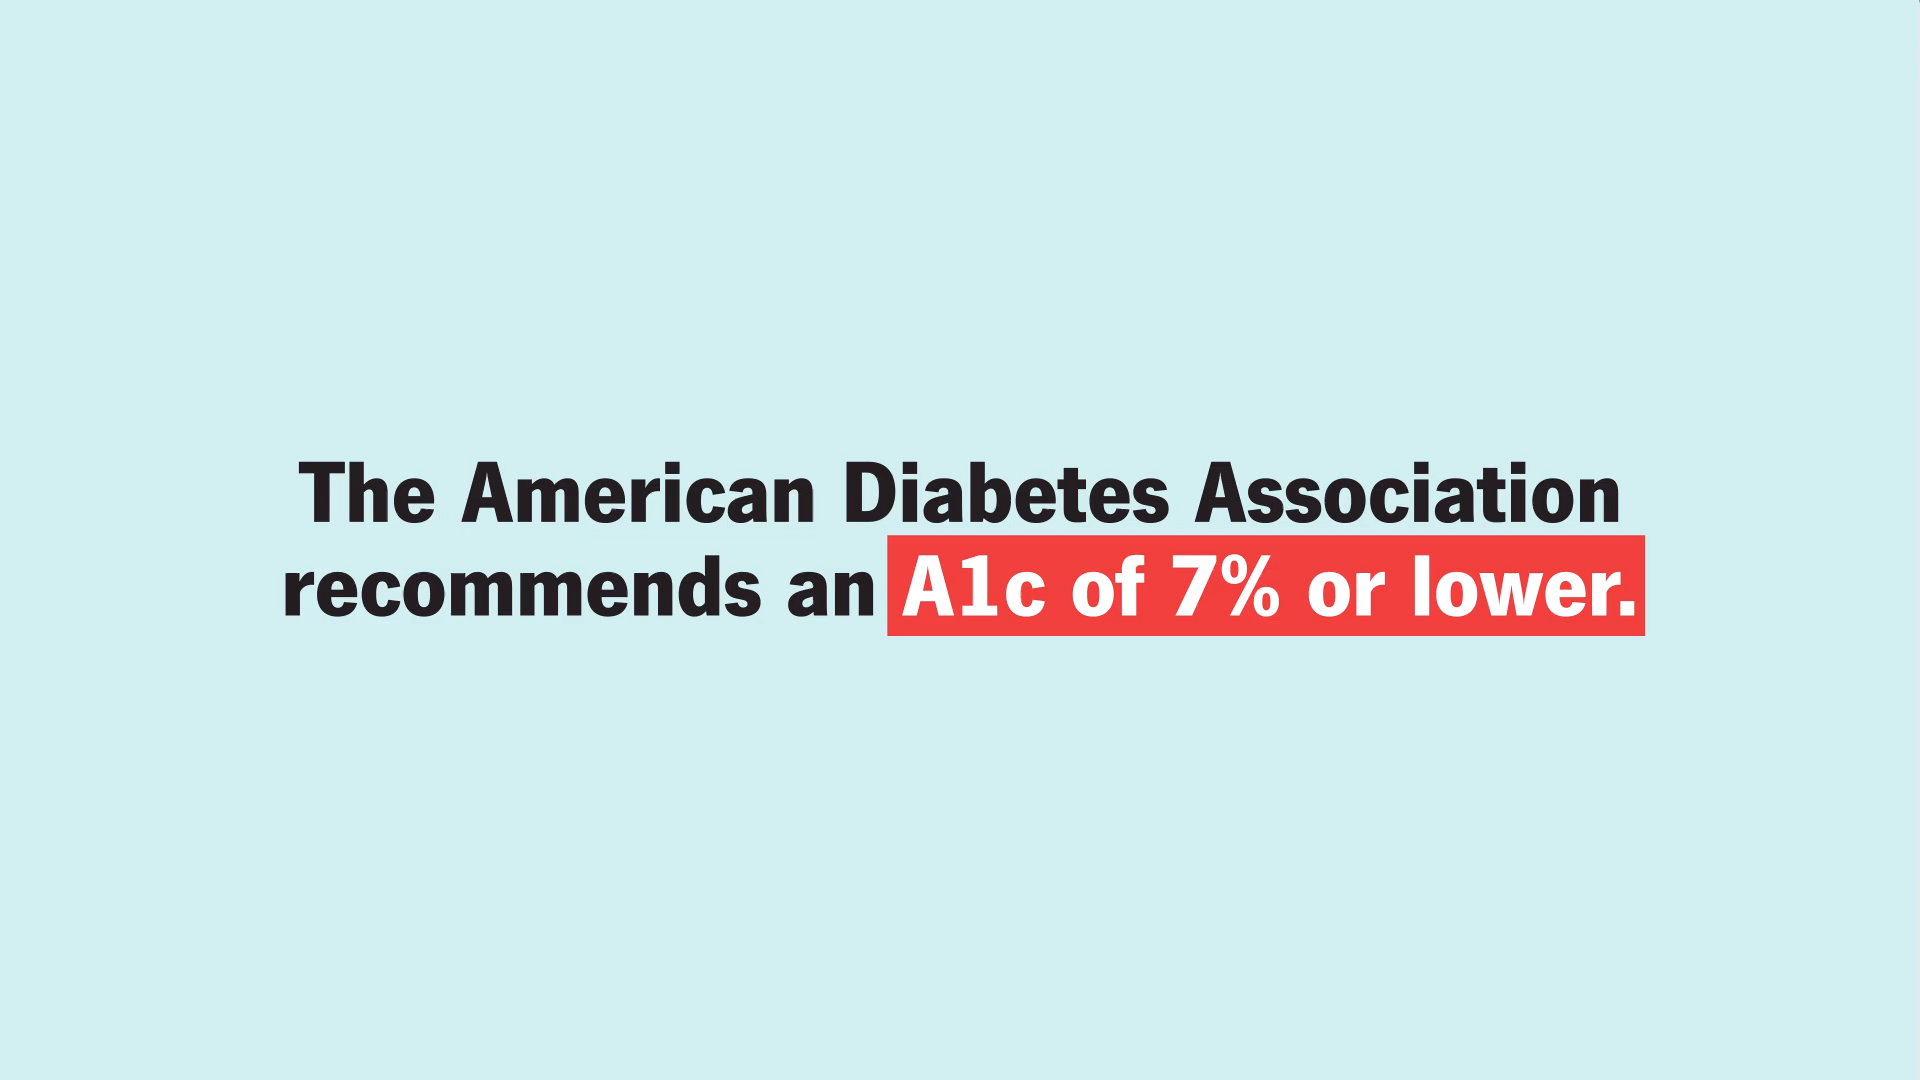 The American Diabetes Association
recommends an A1c of 7% or lower.